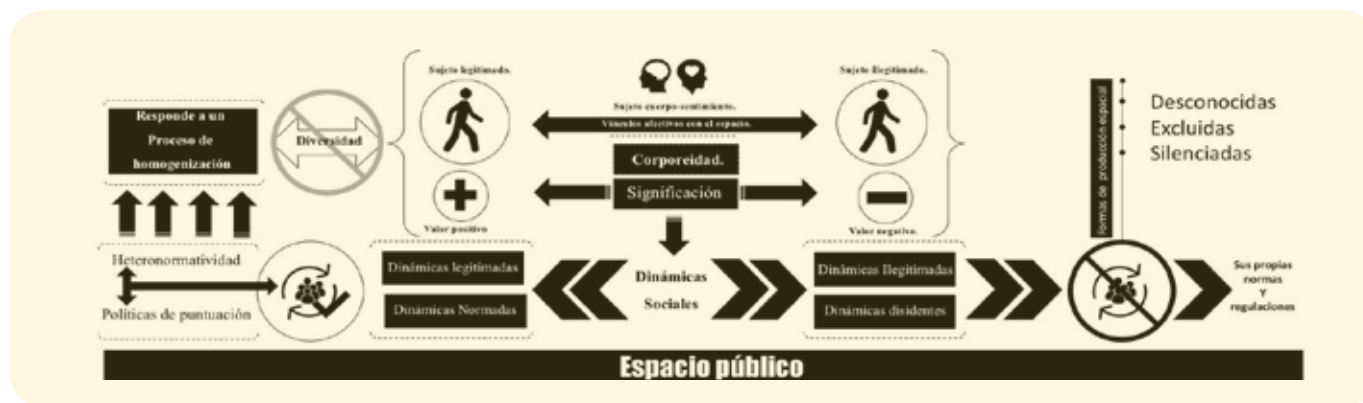 Responde a un
Proceso de
homogenización
Diversidad
Heteronormatividad
Políticas de puntuación
Sujeto legitimado.
Valor positivo
Sujeto cuerpo-sentimiento.
Vínculos afectivos con el espacio.
Corporeidad.
Significación
Sujeto Ilegitimado.
Valor negativo.
Dinámicas legitimadas
Dinámicas Normadas
Dinámicas
Sociales
Dinámicas Ilegitimadas
Dinámicas disidentes
Formas de producción espacial
Desconocidas
Excluidas
Silenciadas
Sus propias
normas
Y
regulaciones
Espacio público